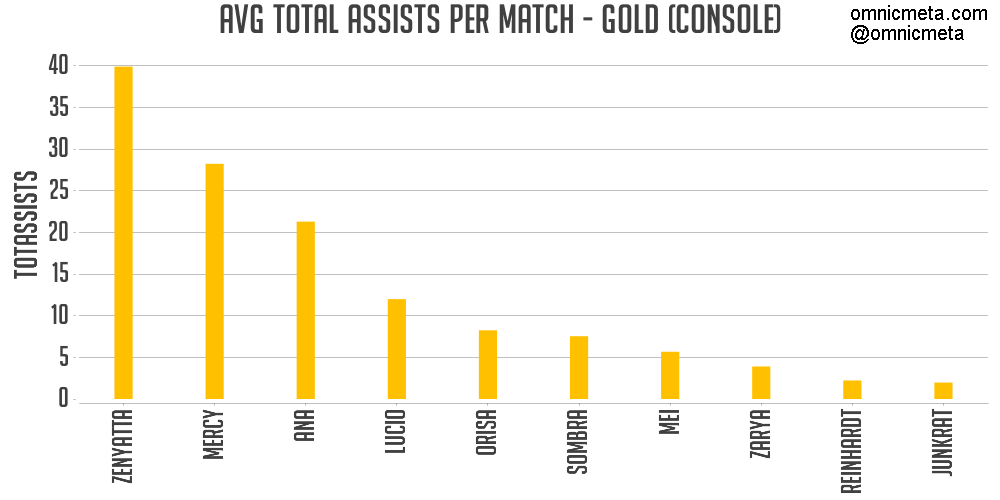 AVG TOTAL ASSISTS PER MATCH - GOLD (CONSOLE)
omnicmeta.com
@omnicmeta
TOTASSISTS
40
35
30
25
20
15
10
5
0
ZENYATTA
MERCY
ANA
LUCIO
ORISA
SOMBRA
MEI
ZARYA
REINHARDT
JUNKRAT